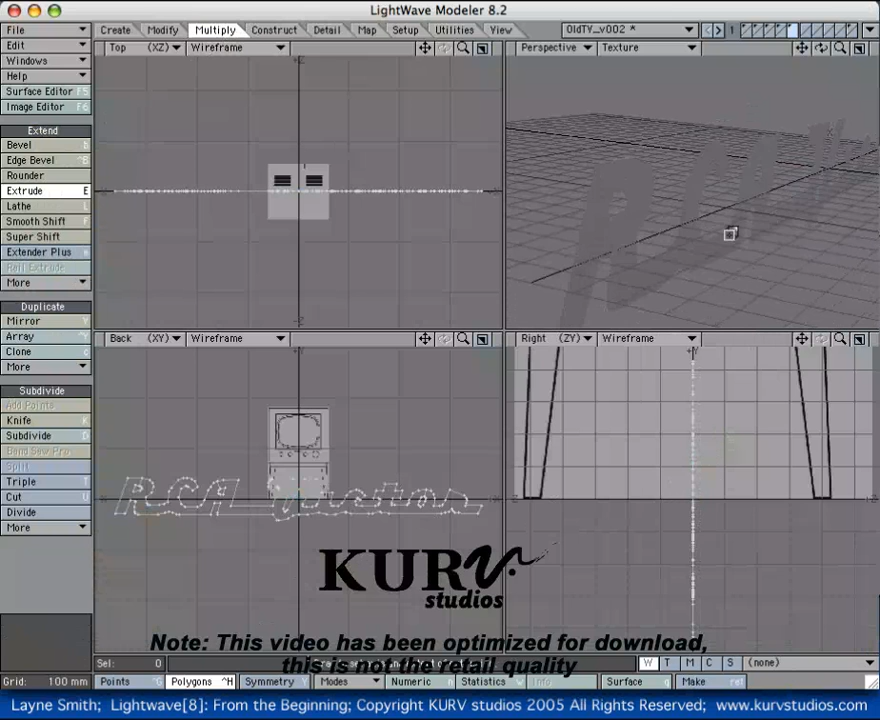 LightWave Modeler 8.2
File
Create
Modify
Multiply
Construct
Detail
Map
Setup
Utilities
View
OldTY_v002 *
1
Edit
Windows
Help
Surface Editor F5
Image Editor F6
Top (XZ)
Wireframe
Perspective
Texture
Extend
Bevel b
Edge Bevel ^B
Rounder
Extrude E
Lathe L
Smooth Shift F
Super Shift
Extender Plus
Rail Extrude
More
Duplicate
Mirror
Array
Clone c
More
Subdivide
Add Points
Knife K
Subdivide D
Band Saw Pro
Split
Triple T
Cut U
Divide
More
Back (XY)
Wireframe
Right (ZY)
Wireframe
RCA Victor
KURV
studios
Note: This video has been optimized for download,
this is not the retail quality
Sel: 0
W T M C S
(none)
Grid: 100 mm
Points ^G
Polygons ^H
Symmetry
Modes
Numeric n
Statistics w
Info
Surface q
Make
Layne Smith; Lightwave[8]: From the Beginning; Copyright KURV studios 2005 All Rights Reserved; www.kurvstudios.com